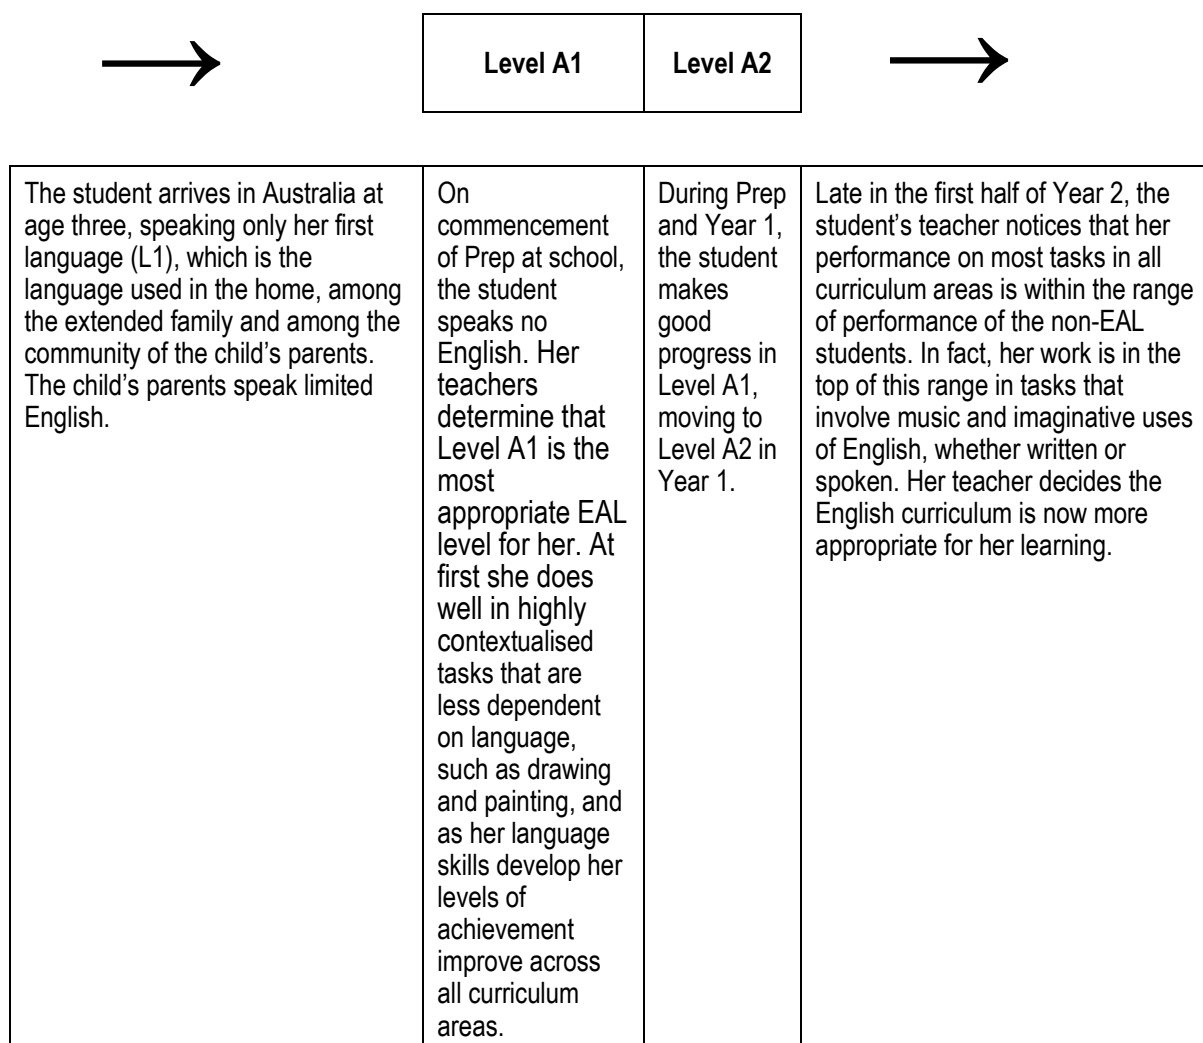 Level A1
Level A2
The student arrives in Australia at
age three, speaking only her first
language (L1), which is the
language used in the home, among
the extended family and among the
community of the child’s parents.
The child’s parents speak limited
English.
On
commencement
of Prep at school,
the student
speaks no
English. Her
teachers
determine that
Level A1 is the
most
appropriate EAL
level for her. At
first she does
well in highly
contextualised
tasks that are
less dependent
on language,
such as drawing
and painting, and
as her language
skills develop her
levels of
achievement
improve across
all curriculum
areas.
During Prep
and Year 1,
the student
makes
good
progress in
Level A1,
moving to
Level A2 in
Year 1.
Late in the first half of Year 2, the
student’s teacher notices that her
performance on most tasks in all
curriculum areas is within the range
of performance of the non-EAL
students. In fact, her work is in the
top of this range in tasks that
involve music and imaginative uses
of English, whether written or
spoken. Her teacher decides the
English curriculum is now more
appropriate for her learning.